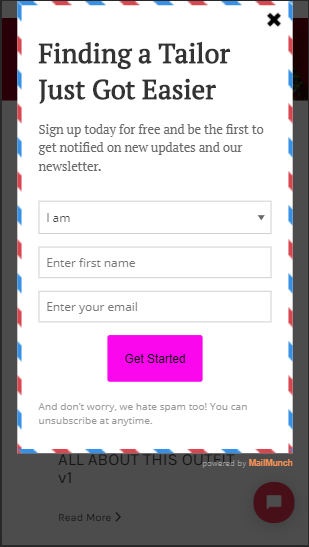 Finding a Tailor
Just Got Easier
Sign up today for free and be the first to
get notified on new updates and our
newsletter.
I am
Enter first name
Enter your email
Get Started
And don't worry, we hate spam too! You can
unsubscribe at anytime.
powered by MailMunch
ALL ABOUT THIS OUTFIT
v1
Read More